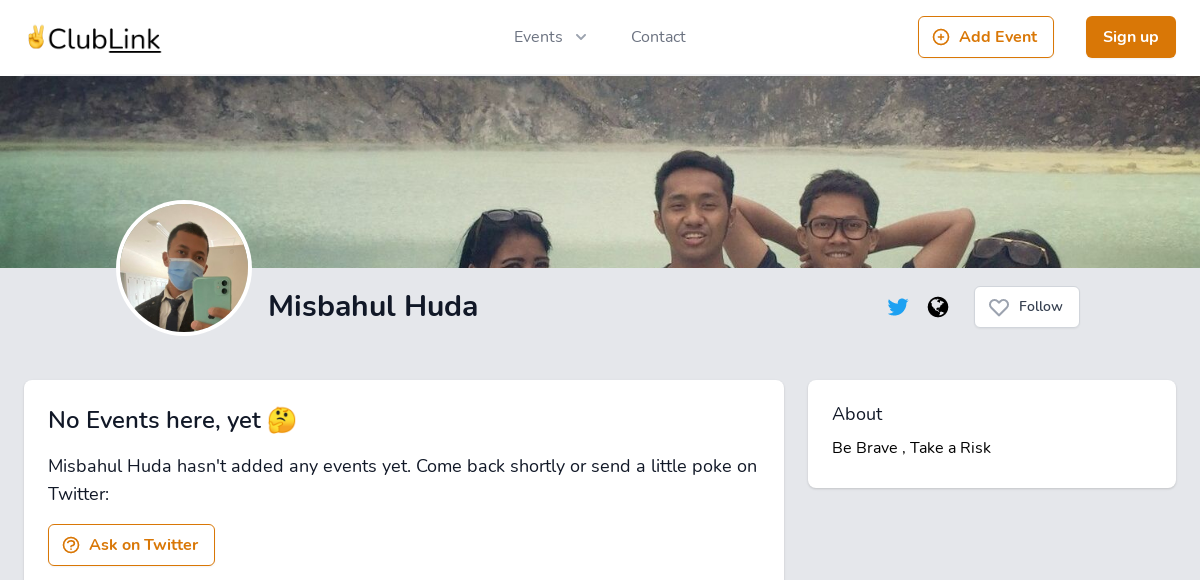 ✌️ClubLink
Events
Contact
Add Event
Sign up
Misbahul Huda
Follow
No Events here, yet 🤔
Misbahul Huda hasn't added any events yet. Come back shortly or send a little poke on
Twitter:
Ask on Twitter
About
Be Brave , Take a Risk